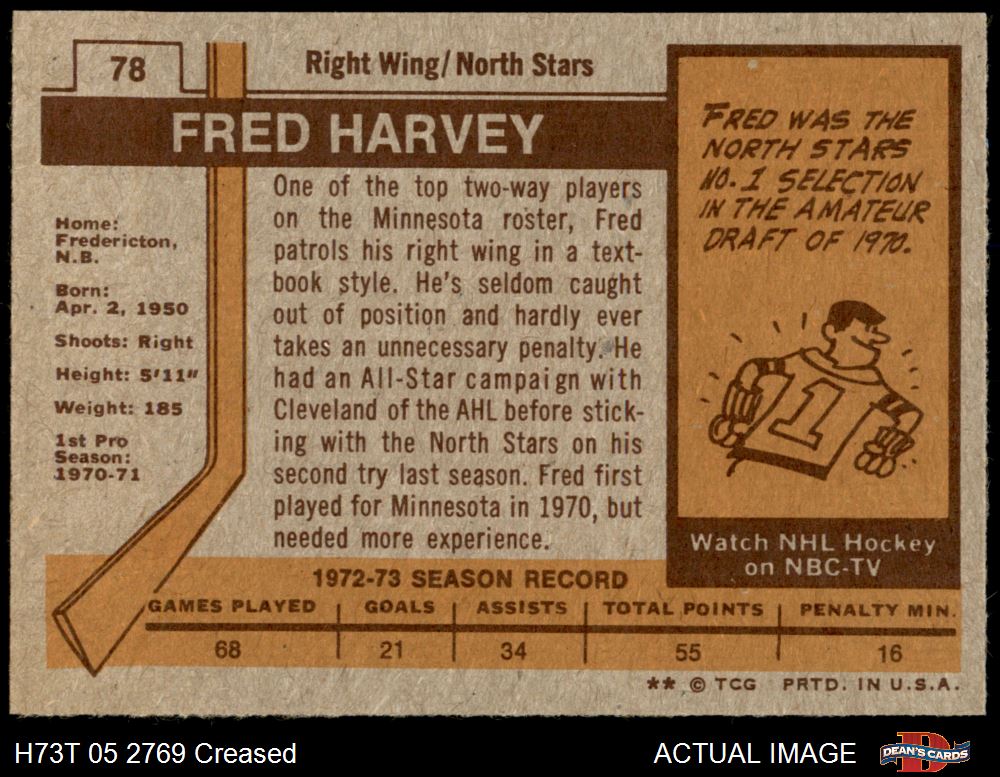 78
Right Wing/North Stars
FRED HARVEY
Home:
Fredericton,
N.B.
Born:
Apr. 2, 1950
Shoots: Right
Height: 5'11"
Weight: 185
1st Pro
Season:
1970-71
One of the top two-way players
on the Minnesota roster, Fred
patrols his right wing in a text-
book style. He's seldom caught
out of position and hardly ever
takes an unnecessary penalty. He
had an All-Star campaign with
Cleveland of the AHL before stick-
ing with the North Stars on his
second try last season. Fred first
played for Minnesota in 1970, but
needed more experience.
FRED WAS THE
NORTH STARS
NO. 1 SELECTION
IN THE AMATEUR
DRAFT OF 1970.
1
Watch NHL Hockey
on NBC-TV
1972-73 SEASON RECORD
GAMES PLAYED GOALS ASSISTS TOTAL POINTS PENALTY MIN.
68 21 34 55 16
** © TCG PRTD. IN U.S.A.
H73T 05 2769 Creased ACTUAL IMAGE DEAN'S CARDS